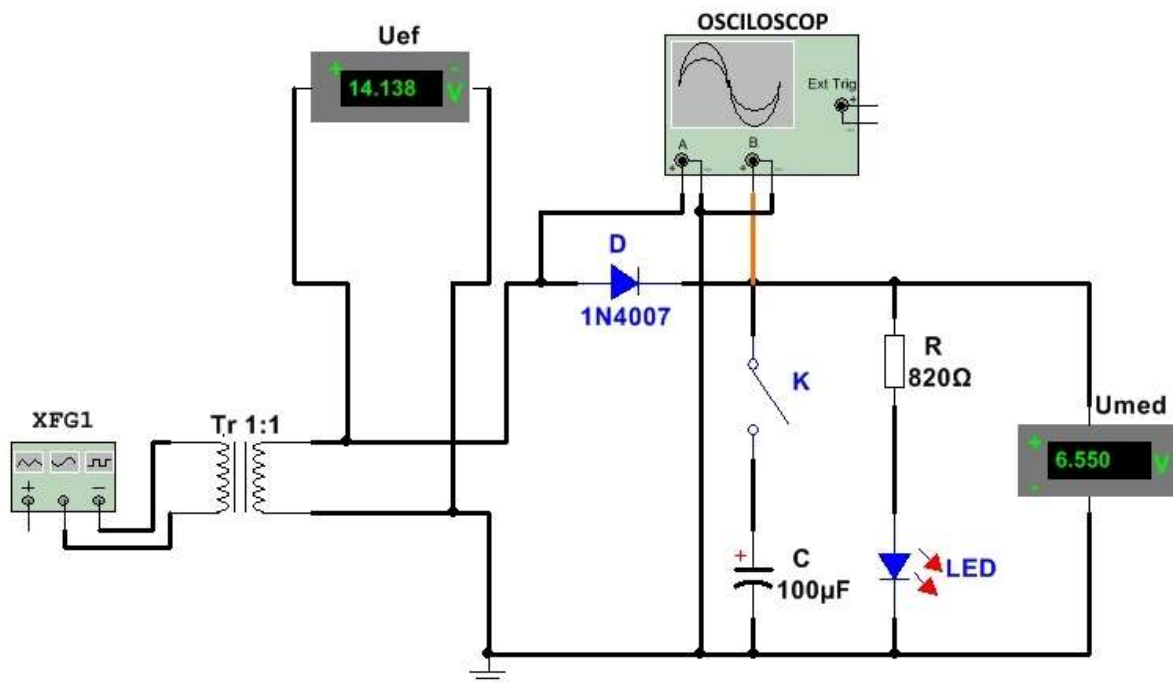 OSCILOSCOP
Uef
+ -
14.138 V
Ext Trig
+
-
A B
+ - + -
D
1N4007
R
820Ω
K
Umed
+
6.550 V
-
XFG1
Tr 1:1
+ -
+
C
100µF
LED